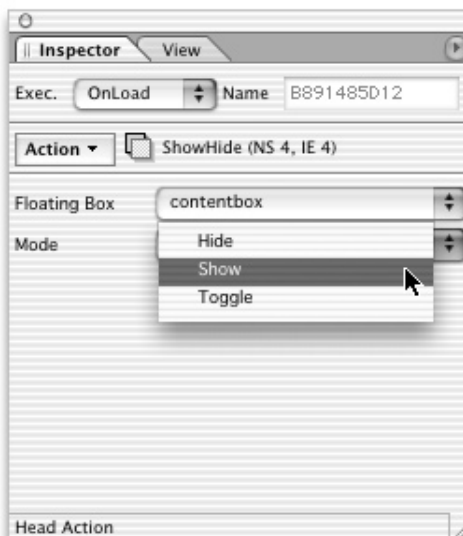 Inspector View
Exec. OnLoad Name B891485D12
Action ShowHide (NS 4, IE 4)
Floating Box contentbox
Mode
Hide
Show
Toggle
Head Action